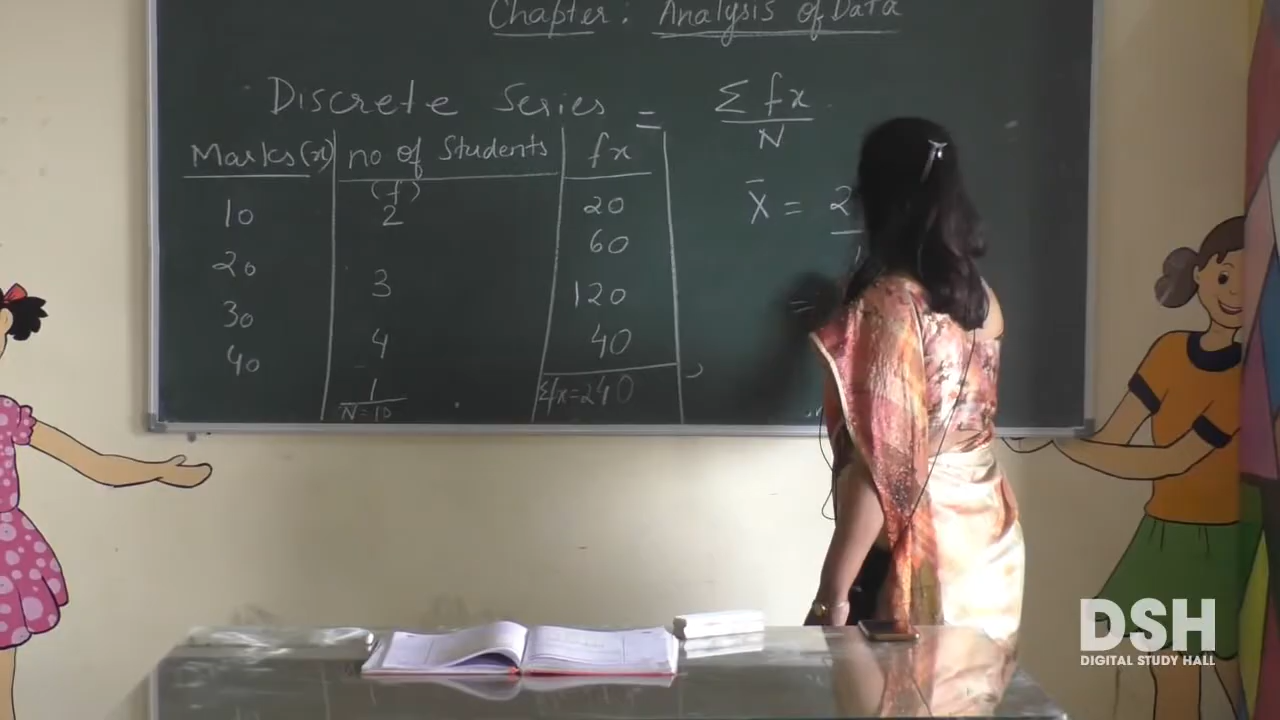 Chapter: Analysis of Data
Discrete Series = Σfx
N
Marks(x) no of Students fx
(f)
10 2 20
20 3 60
30 4 120
40 1 40
N=10 Σfx=240
X̄ = 2
=
DSH
DIGITAL STUDY HALL